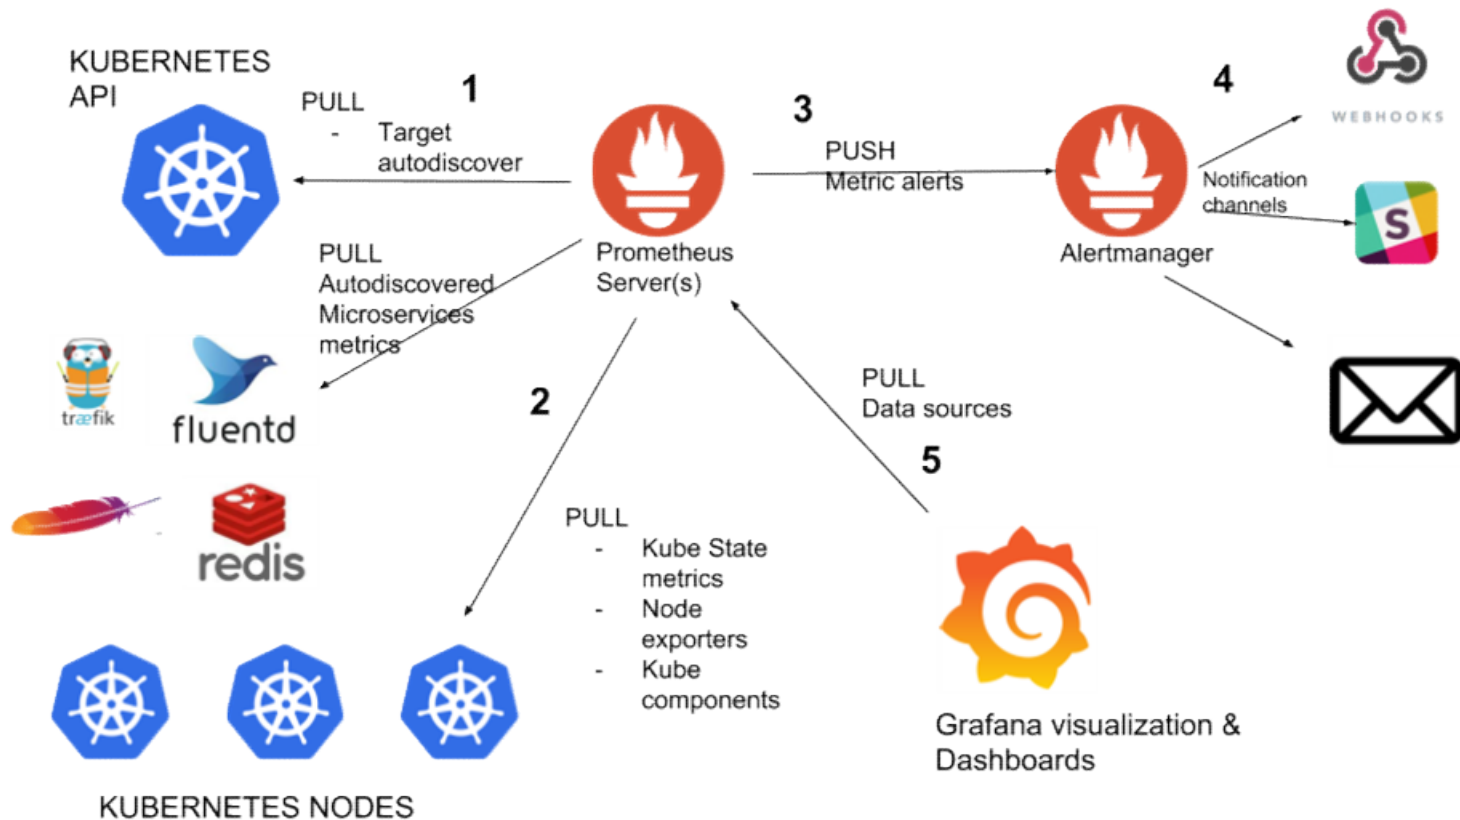 KUBERNETES
API
PULL
- Target
autodiscover
1
3
PUSH
Metric alerts
4
WEBHOOKS
Notification
channels
S
Prometheus
Server(s)
Alertmanager
PULL
Autodiscovered
Microservices
metrics
træfik
fluentd
redis
2
PULL
- Kube State
metrics
- Node
exporters
- Kube
components
PULL
Data sources
5
Grafana visualization &
Dashboards
KUBERNETES NODES